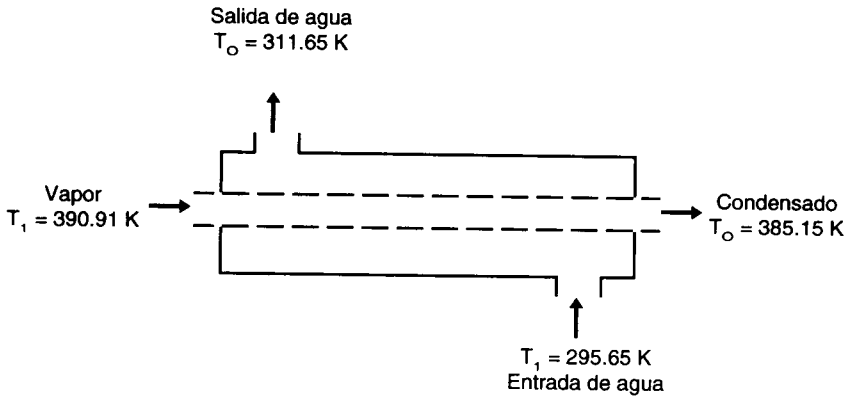 Salida de agua
T_O = 311.65 K
Vapor
T_1 = 390.91 K
Condensado
T_O = 385.15 K
T_1 = 295.65 K
Entrada de agua